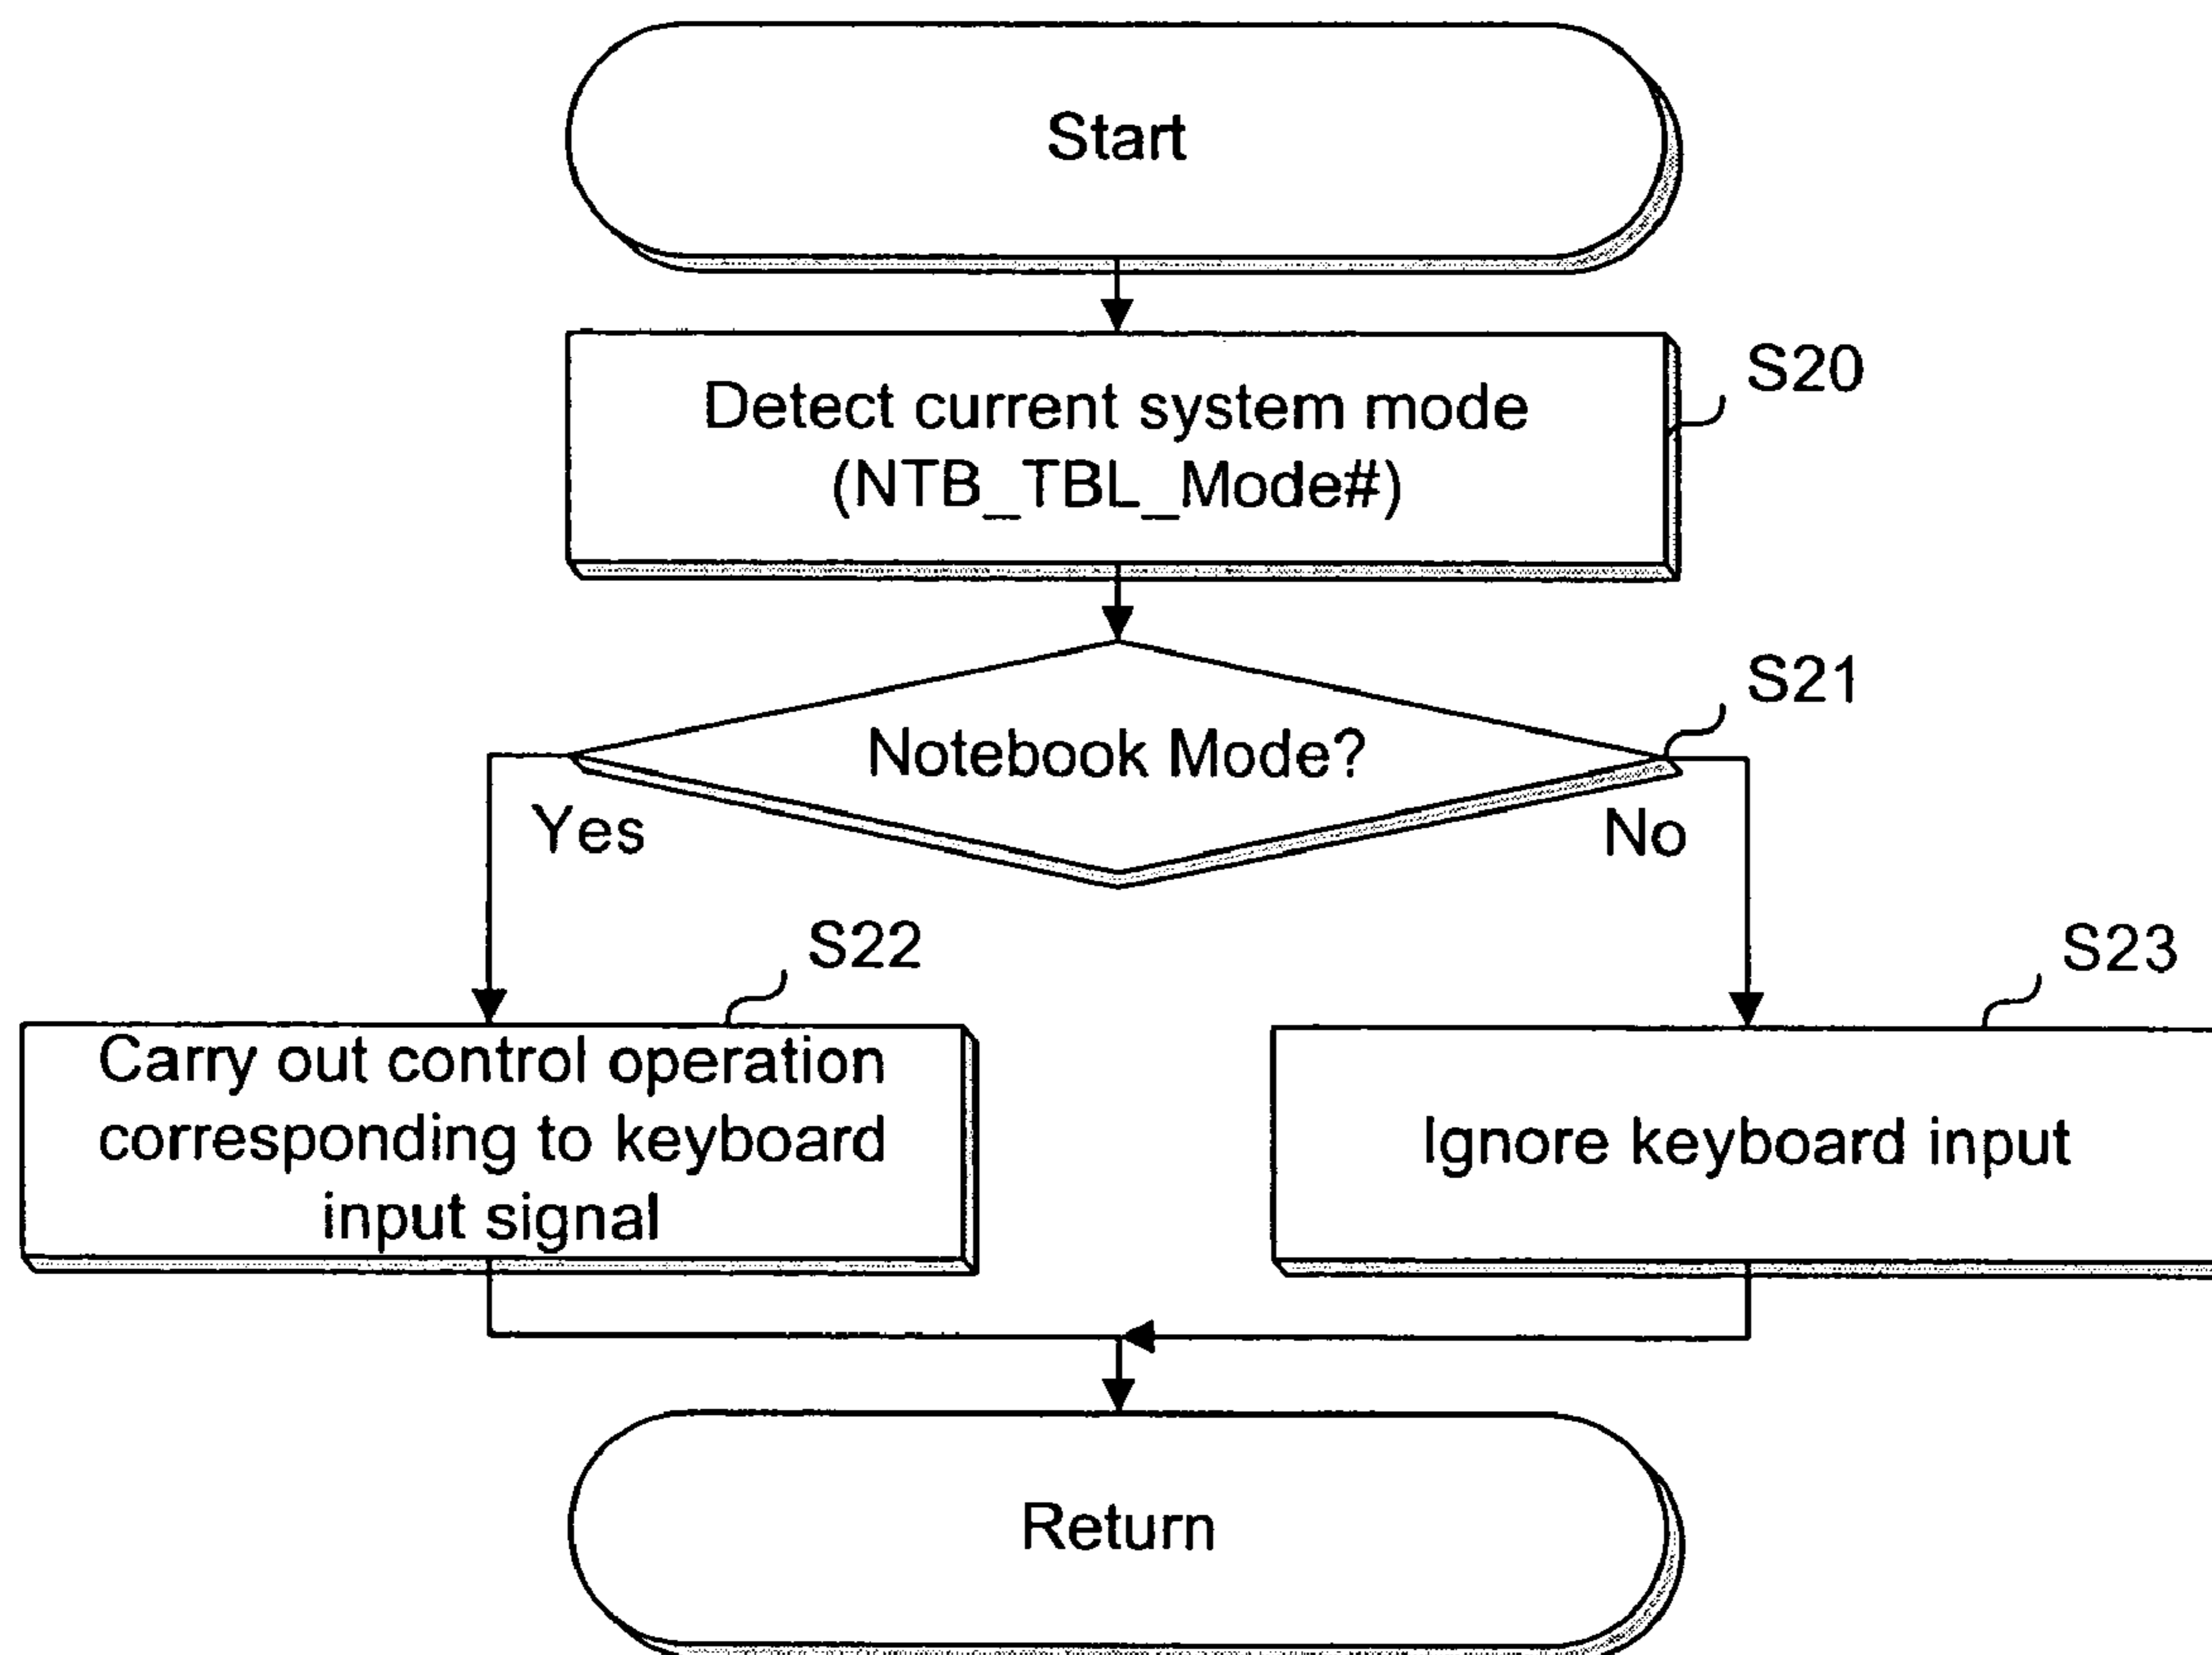 Start
Detect current system mode
(NTB_TBL_Mode#)
S20
Notebook Mode?
S21
Yes
No
S22
S23
Carry out control operation
corresponding to keyboard
input signal
Ignore keyboard input
Return